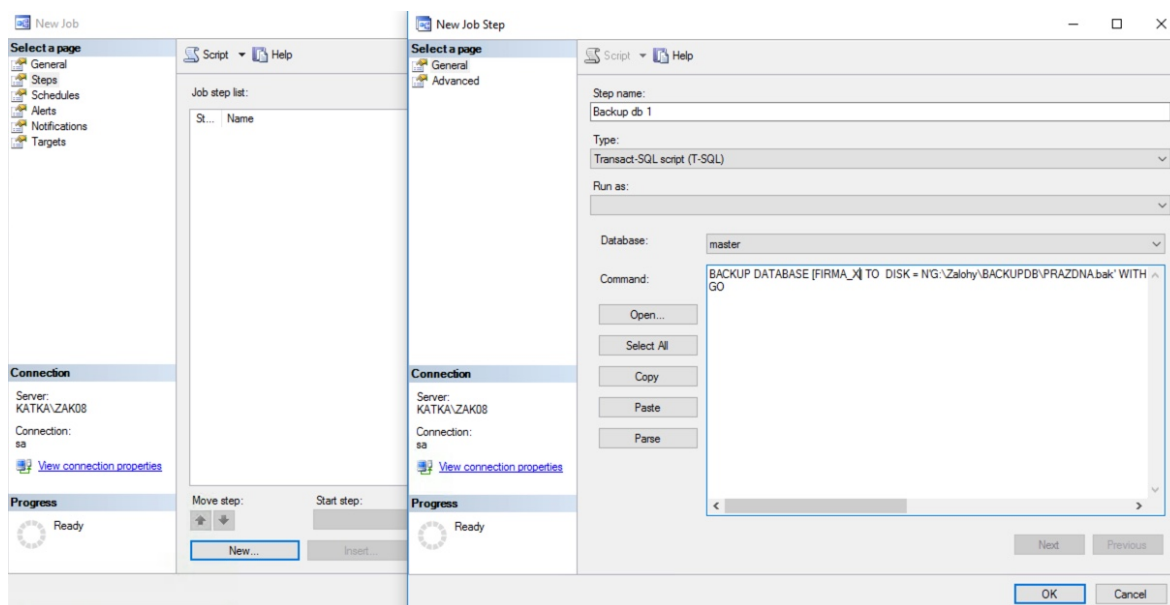 New Job
Select a page
General
Steps
Schedules
Alerts
Notifications
Targets
Script
Help
Job step list:
St... Name
Connection
Server:
KATKA\ZAK08
Connection:
sa
View connection properties
Progress
Ready
Move step:
Start step:
New...
Insert...
New Job Step
Select a page
General
Advanced
Script
Help
Step name:
Backup db 1
Type:
Transact-SQL script (T-SQL)
Run as:
Database:
master
Command:
BACKUP DATABASE [FIRMA_X] TO  DISK = N'G:\Zalohy\BACKUPDB\PRAZDNA.bak' WITH
GO
Open...
Select All
Copy
Paste
Parse
Connection
Server:
KATKA\ZAK08
Connection:
sa
View connection properties
Progress
Ready
Next
Previous
OK
Cancel